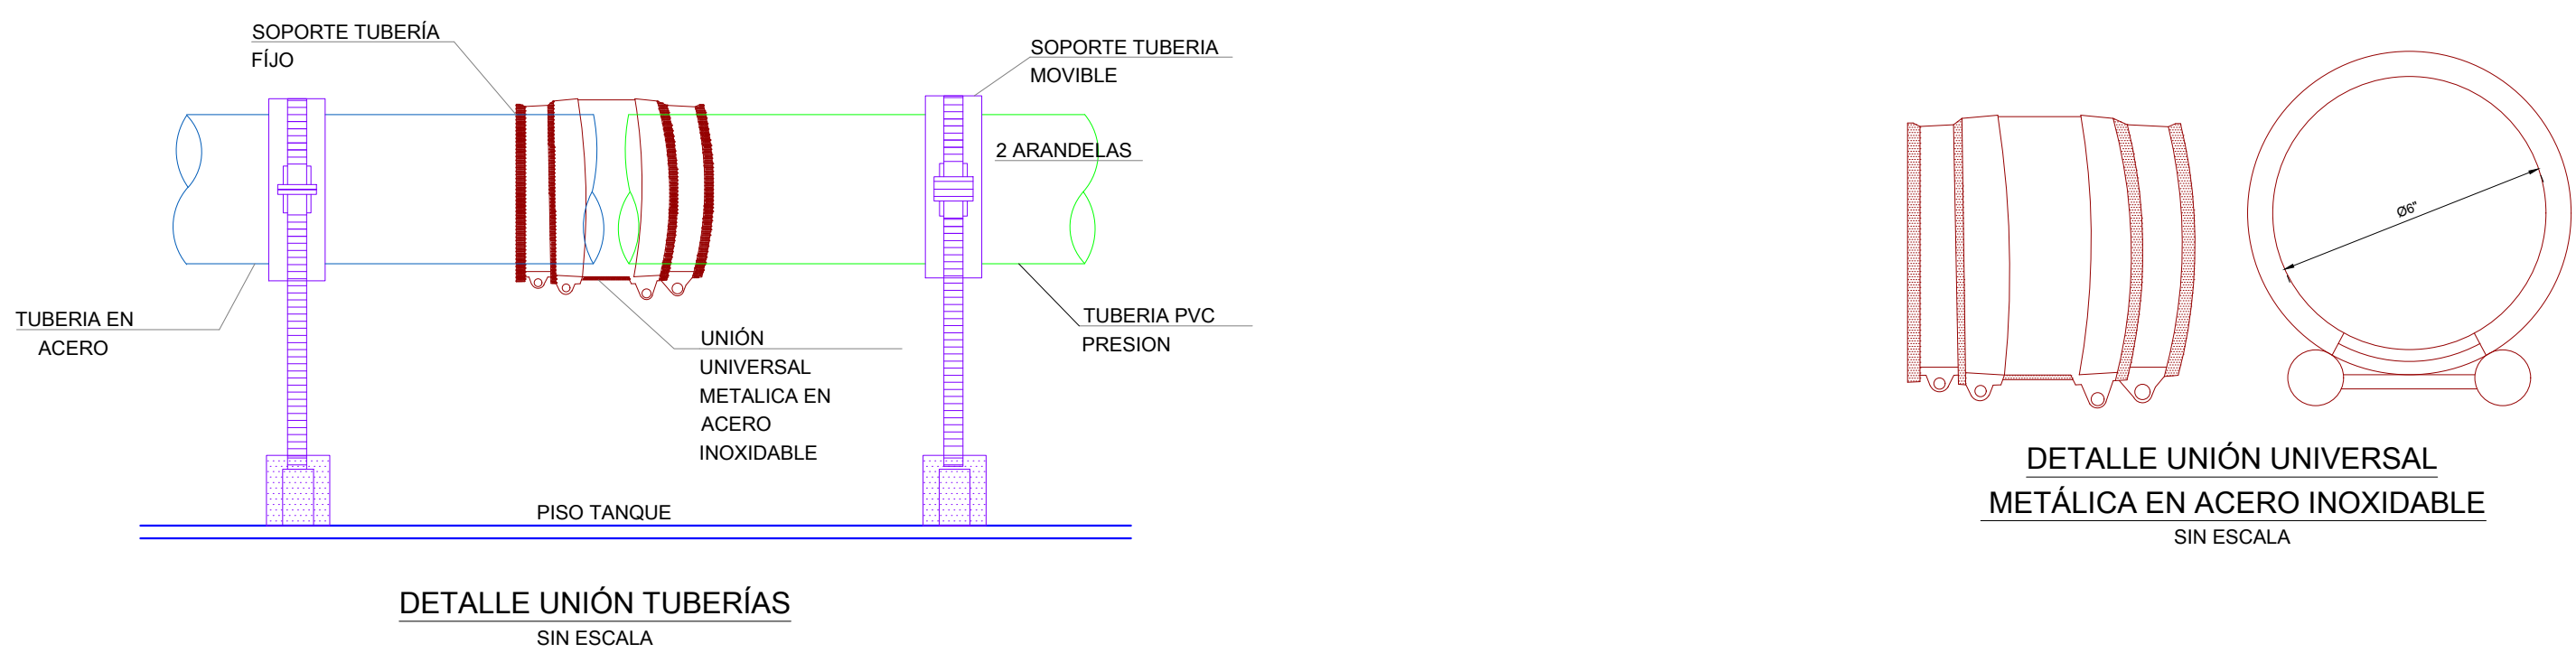 SOPORTE TUBERÍA
FÍJO
SOPORTE TUBERIA
MOVIBLE
2 ARANDELAS
TUBERIA EN
ACERO
UNIÓN
UNIVERSAL
METALICA EN
ACERO
INOXIDABLE
TUBERIA PVC
PRESION
PISO TANQUE
DETALLE UNIÓN TUBERÍAS
SIN ESCALA
Ø6"
DETALLE UNIÓN UNIVERSAL
METÁLICA EN ACERO INOXIDABLE
SIN ESCALA